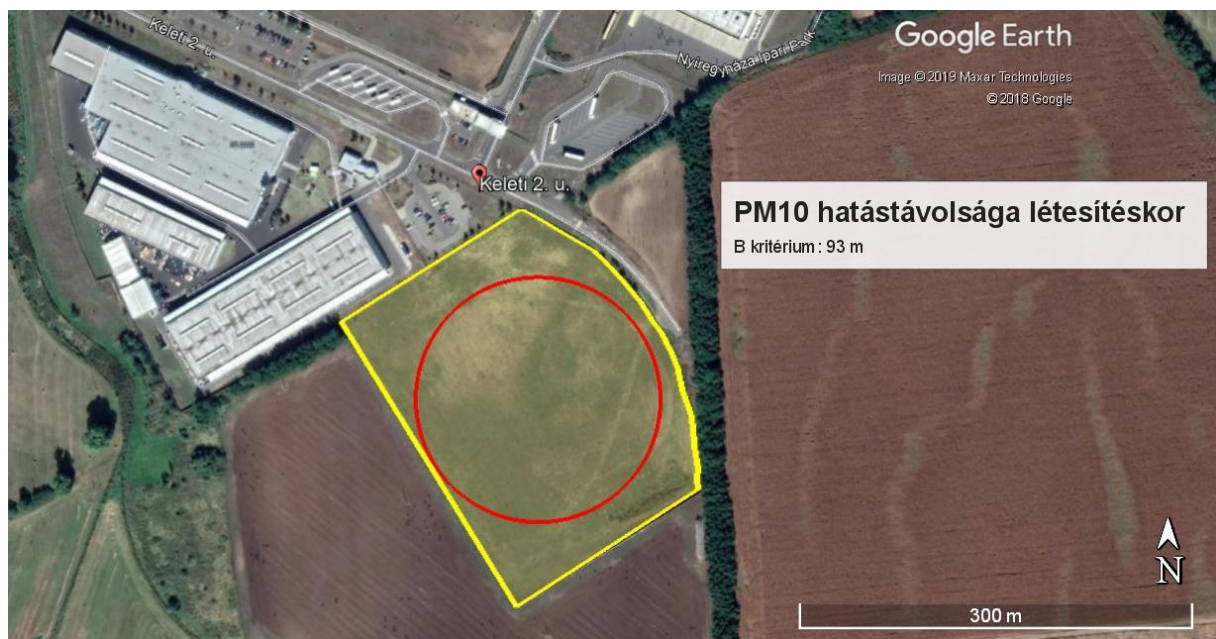 Keleti 2. u.
Nyíregyháza Ipari Park
Google Earth
Image © 2019 Maxar Technologies
© 2018 Google
Keleti 2. u.
PM10 hatástávolsága létesítéskor
B kritérium : 93 m
N
300 m